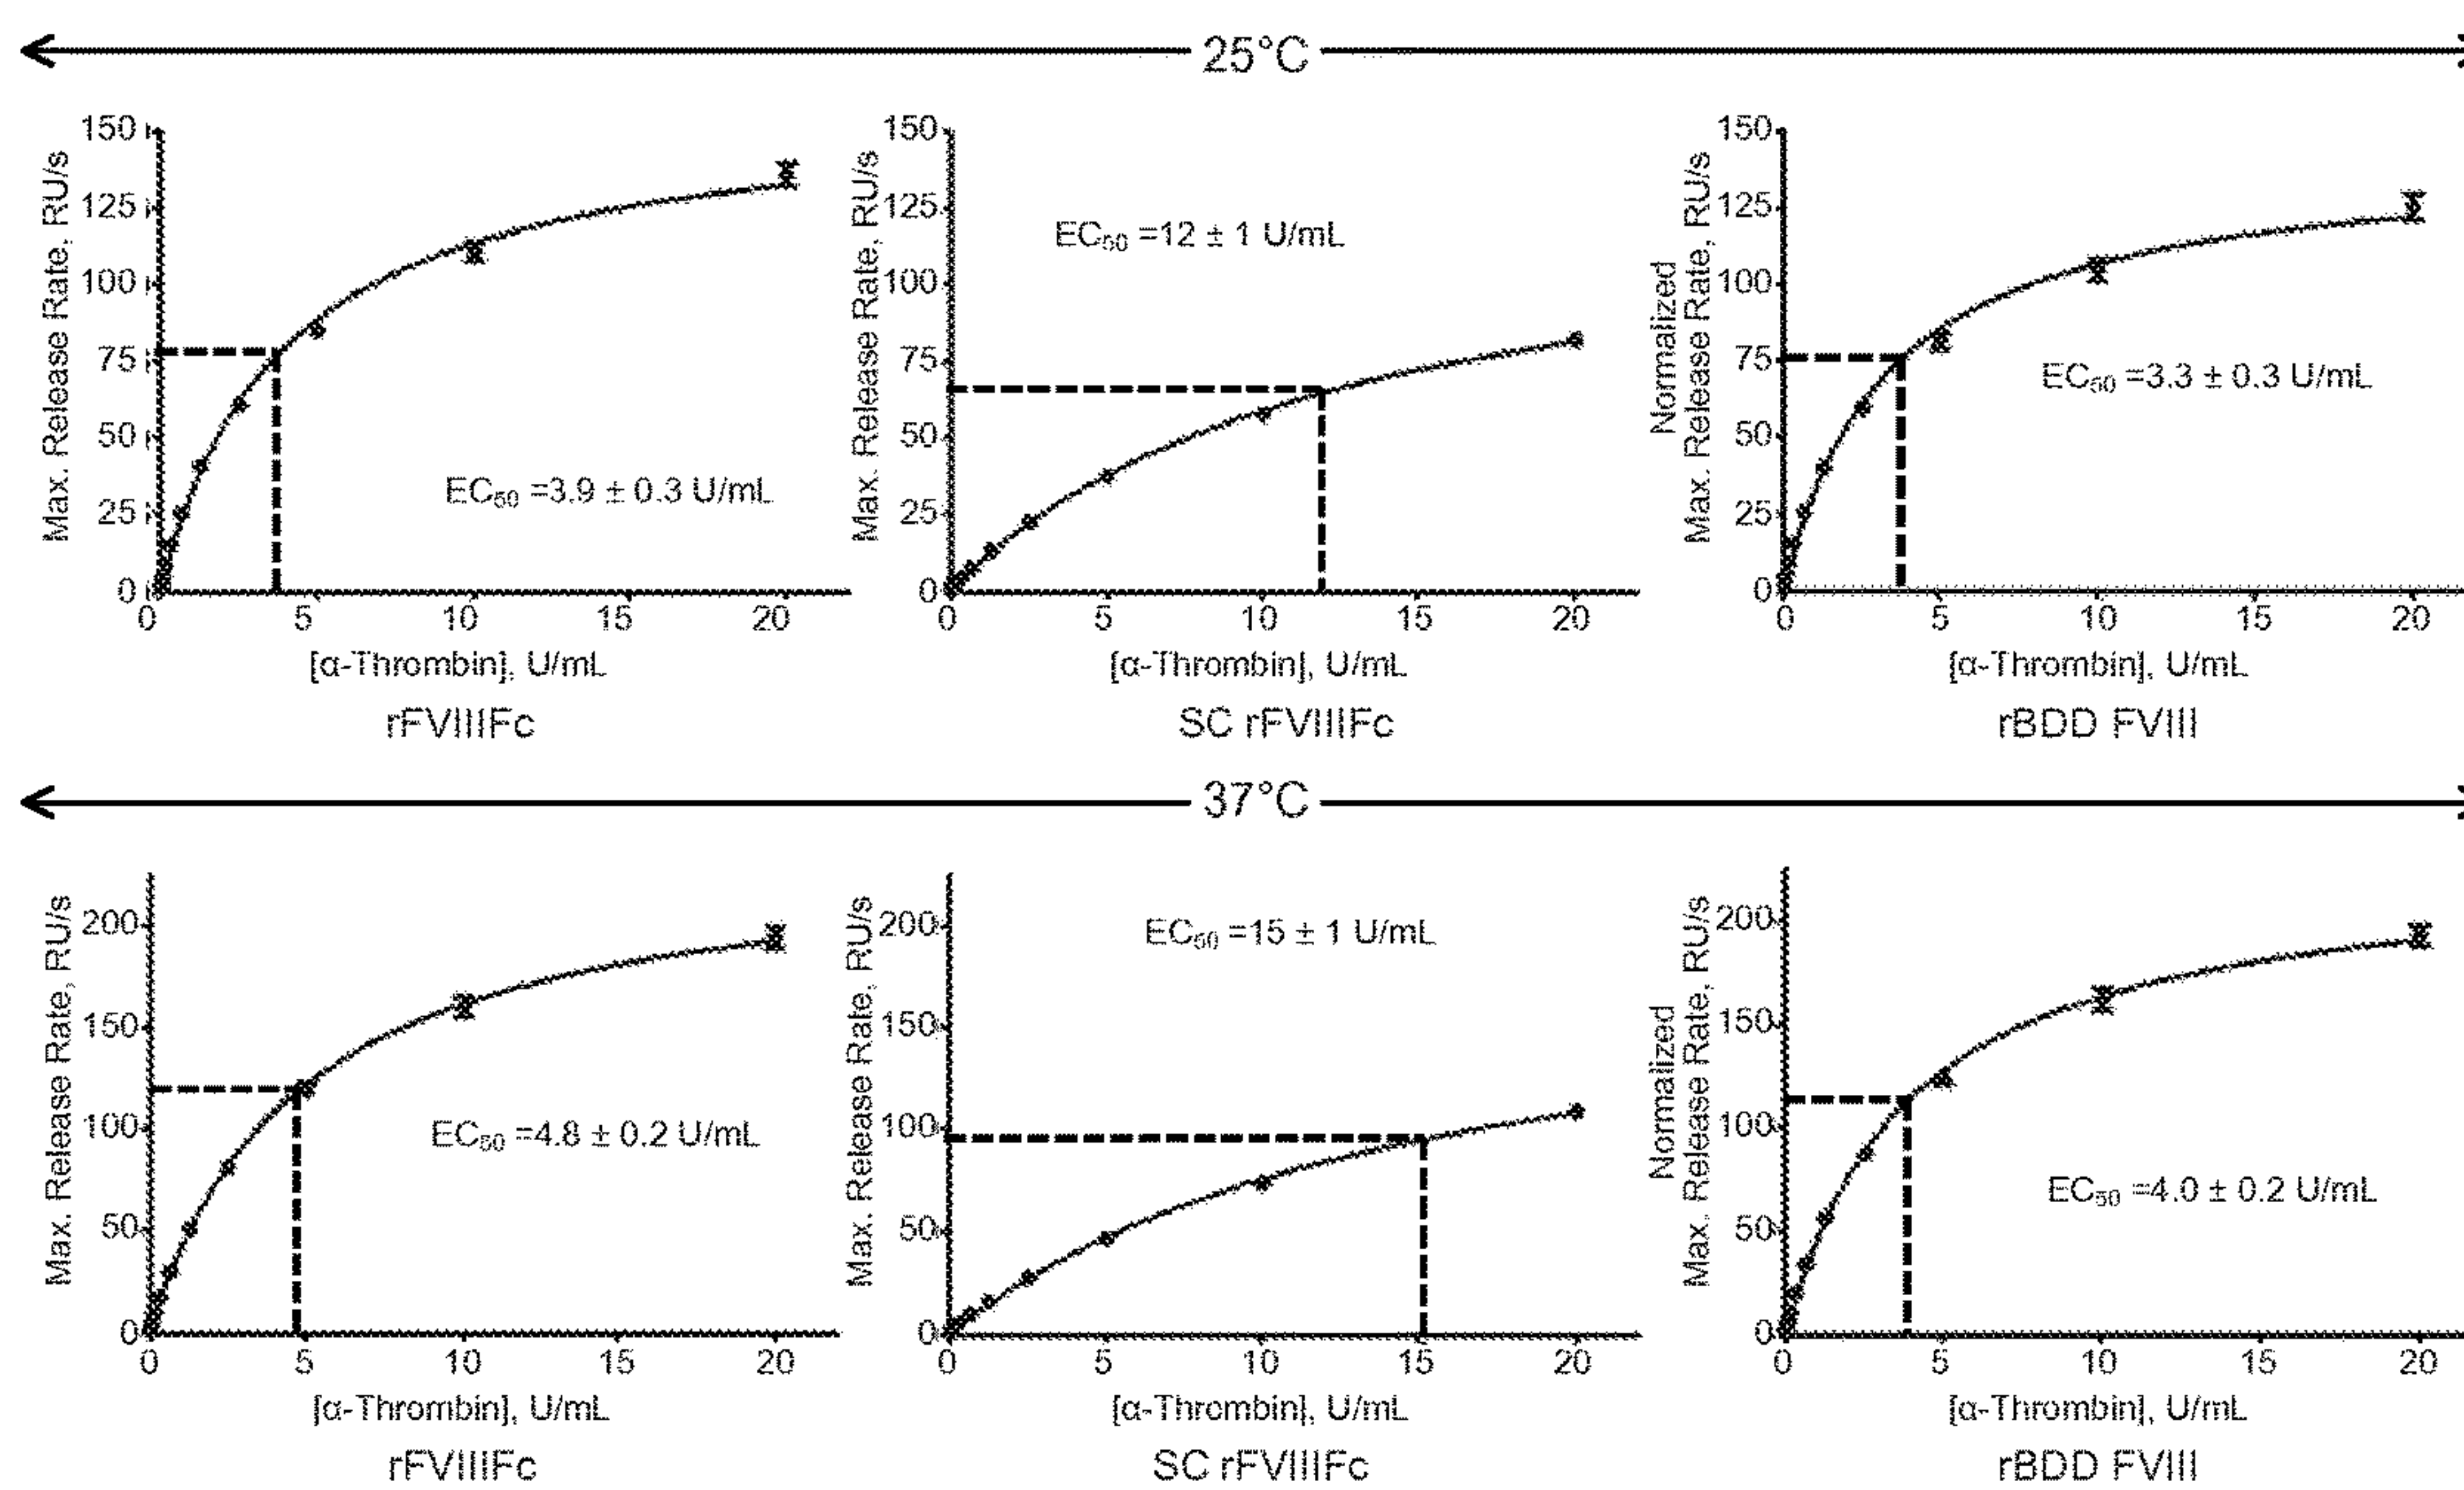 25°C
Max. Release Rate, RU/s
150
125
100
75
50
25
0
0 5 10 15 20
EC50 =3.9 ± 0.3 U/mL
[α-Thrombin], U/mL
rFVIIIFc
Max. Release Rate, RU/s
150
125
100
75
50
25
0
0 5 10 15 20
EC50 =12 ± 1 U/mL
[α-Thrombin], U/mL
SC rFVIIIFc
Normalized
Max. Release Rate, RU/s
150
125
100
75
50
25
0
0 5 10 15 20
EC50 =3.3 ± 0.3 U/mL
[α-Thrombin], U/mL
rBDD FVIII
37°C
Max. Release Rate, RU/s
200
150
100
50
0
0 5 10 15 20
EC50 =4.8 ± 0.2 U/mL
[α-Thrombin], U/mL
rFVIIIFc
Max. Release Rate, RU/s
200
150
100
50
0
0 5 10 15 20
EC50 =15 ± 1 U/mL
[α-Thrombin], U/mL
SC rFVIIIFc
Normalized
Max. Release Rate, RU/s
200
150
100
50
0
0 5 10 15 20
EC50 =4.0 ± 0.2 U/mL
[α-Thrombin], U/mL
rBDD FVIII